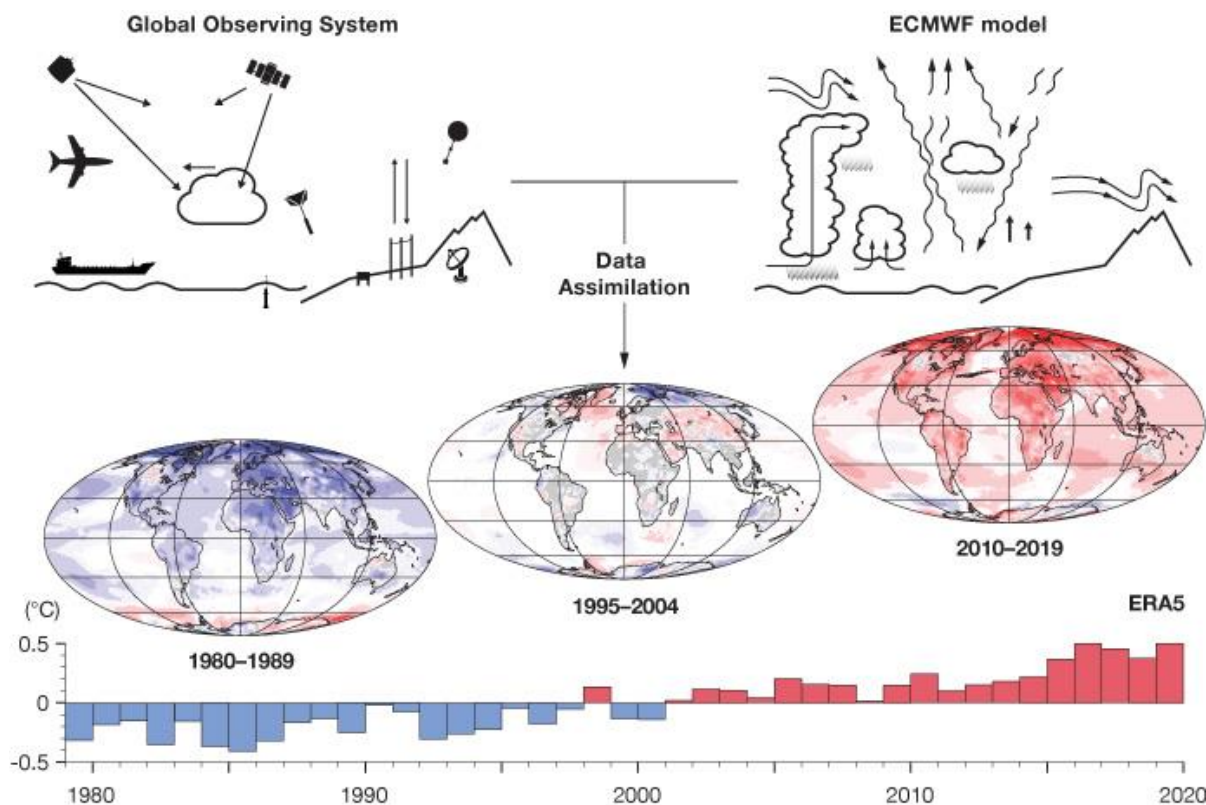 Global Observing System
ECMWF model
Data
Assimilation
2010–2019
1995–2004
1980–1989
ERA5
(°C)
0.5
0
-0.5
1980
1990
2000
2010
2020